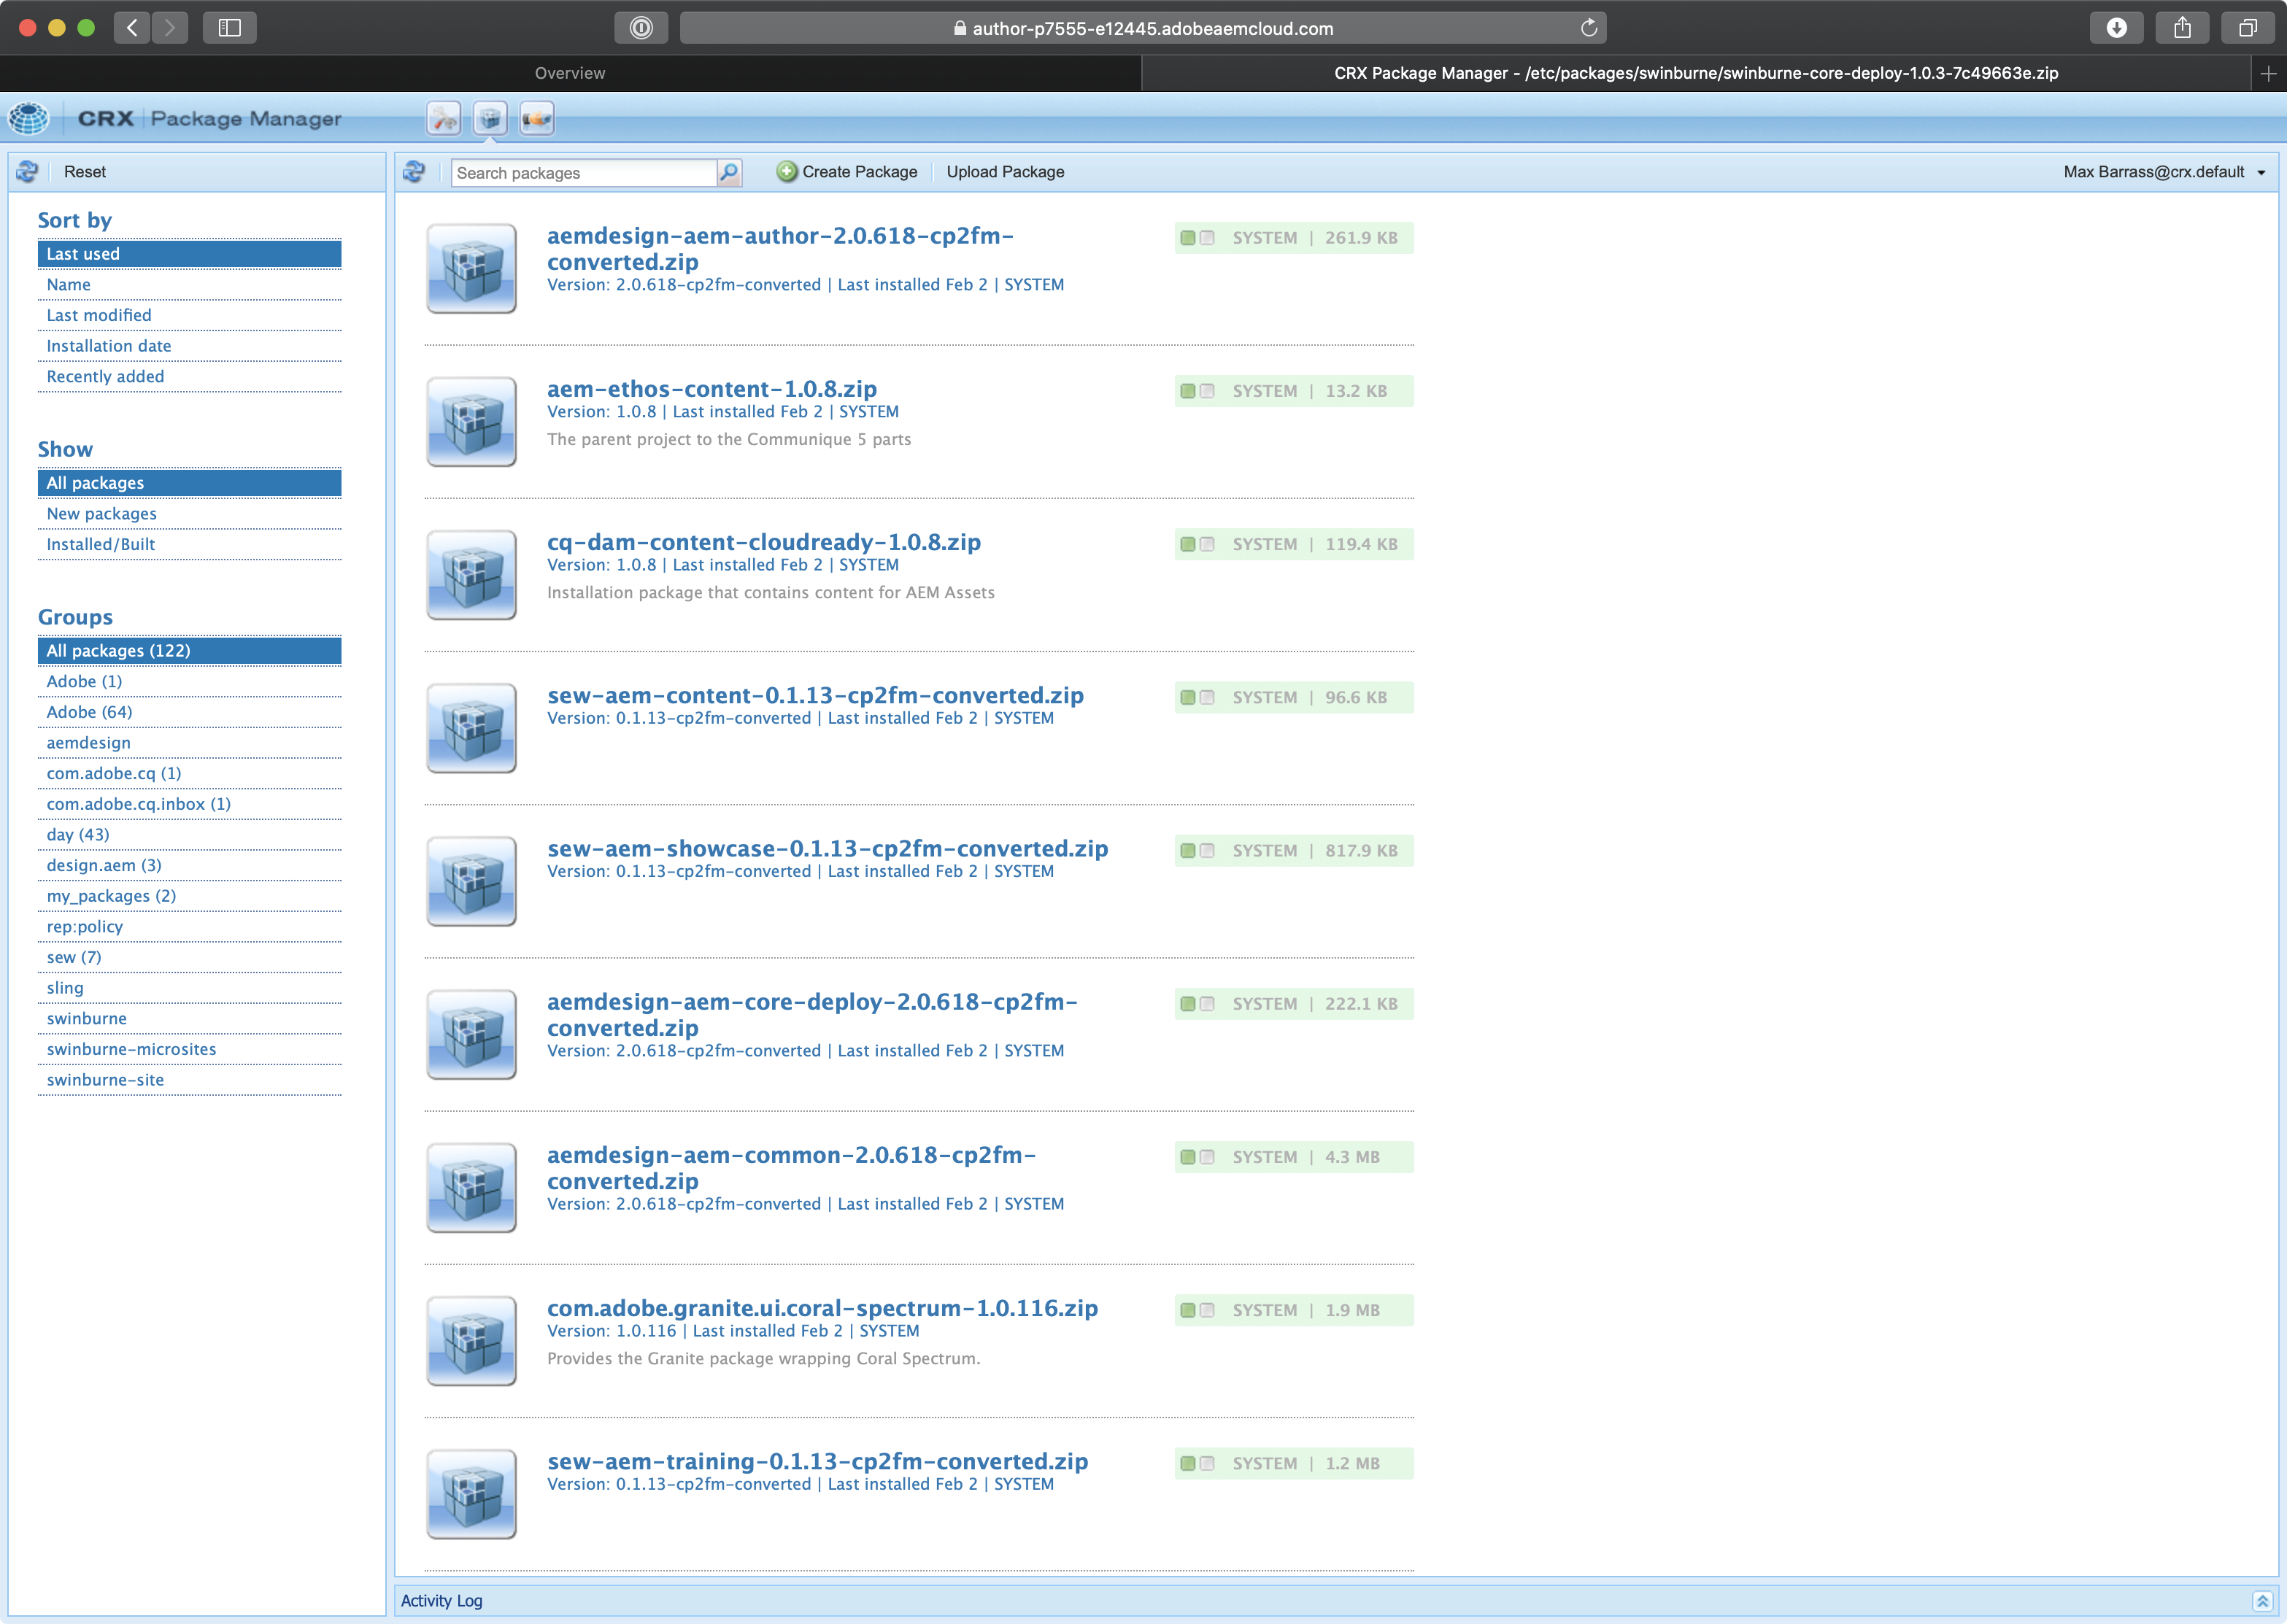 author-p7555-e12445.adobeaemcloud.com
Overview
CRX Package Manager - /etc/packages/swinburne/swinburne-core-deploy-1.0.3-7c49663e.zip
CRX | Package Manager
Reset
Search packages
Create Package
Upload Package
Max Barrass@crx.default
Sort by
Last used
Name
Last modified
Installation date
Recently added
Show
All packages
New packages
Installed/Built
Groups
All packages (122)
Adobe (1)
Adobe (64)
aemdesign
com.adobe.cq (1)
com.adobe.cq.inbox (1)
day (43)
design.aem (3)
my_packages (2)
rep:policy
sew (7)
sling
swinburne
swinburne-microsites
swinburne-site
aemdesign-aem-author-2.0.618-cp2fm-
converted.zip
Version: 2.0.618-cp2fm-converted | Last installed Feb 2 | SYSTEM
SYSTEM | 261.9 KB
aem-ethos-content-1.0.8.zip
Version: 1.0.8 | Last installed Feb 2 | SYSTEM
The parent project to the Communique 5 parts
SYSTEM | 13.2 KB
cq-dam-content-cloudready-1.0.8.zip
Version: 1.0.8 | Last installed Feb 2 | SYSTEM
Installation package that contains content for AEM Assets
SYSTEM | 119.4 KB
sew-aem-content-0.1.13-cp2fm-converted.zip
Version: 0.1.13-cp2fm-converted | Last installed Feb 2 | SYSTEM
SYSTEM | 96.6 KB
sew-aem-showcase-0.1.13-cp2fm-converted.zip
Version: 0.1.13-cp2fm-converted | Last installed Feb 2 | SYSTEM
SYSTEM | 817.9 KB
aemdesign-aem-core-deploy-2.0.618-cp2fm-
converted.zip
Version: 2.0.618-cp2fm-converted | Last installed Feb 2 | SYSTEM
SYSTEM | 222.1 KB
aemdesign-aem-common-2.0.618-cp2fm-
converted.zip
Version: 2.0.618-cp2fm-converted | Last installed Feb 2 | SYSTEM
SYSTEM | 4.3 MB
com.adobe.granite.ui.coral-spectrum-1.0.116.zip
Version: 1.0.116 | Last installed Feb 2 | SYSTEM
Provides the Granite package wrapping Coral Spectrum.
SYSTEM | 1.9 MB
sew-aem-training-0.1.13-cp2fm-converted.zip
Version: 0.1.13-cp2fm-converted | Last installed Feb 2 | SYSTEM
SYSTEM | 1.2 MB
Activity Log